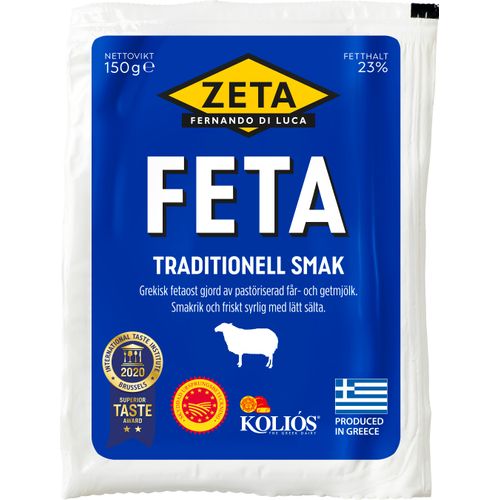 NETTOVIKT
150g e
FETTHALT
23%
ZETA
FERNANDO DI LUCA
FETA
TRADITIONELL SMAK
Grekisk fetaost gjord av pastöriserad får- och getmjölk.
Smakrik och friskt syrlig med lätt sälta.
INTERNATIONAL TASTE INSTITUTE
2020
BRUSSELS
SUPERIOR
TASTE
AWARD
KOLIÓS®
THE GREEK DAIRY
PRODUCED
IN GREECE